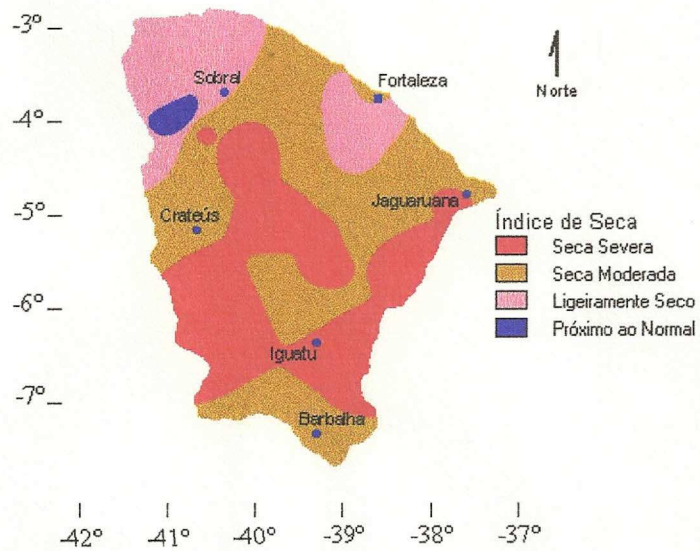 -3°
Sobral
Fortaleza
Norte
-4°
Jaguaruana
Crateús
-5°
Índice de Seca
Seca Severa
Seca Moderada
Ligeiramente Seco
Próximo ao Normal
-6°
Iguatu
-7°
Barbalha
-42° -41° -40° -39° -38° -37°